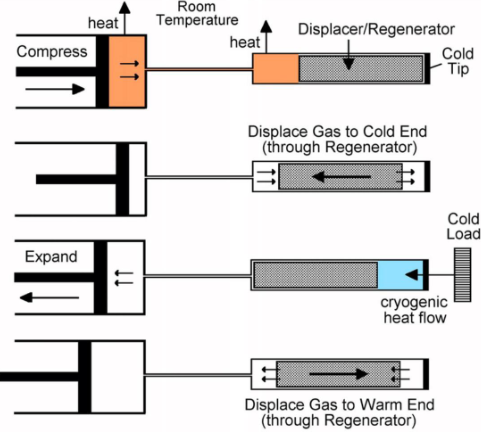 Room
Temperature
heat
Compress
heat
Displacer/Regenerator
Cold
Tip
Displace Gas to Cold End
(through Regenerator)
Cold
Load
Expand
cryogenic
heat flow
Displace Gas to Warm End
(through Regenerator)